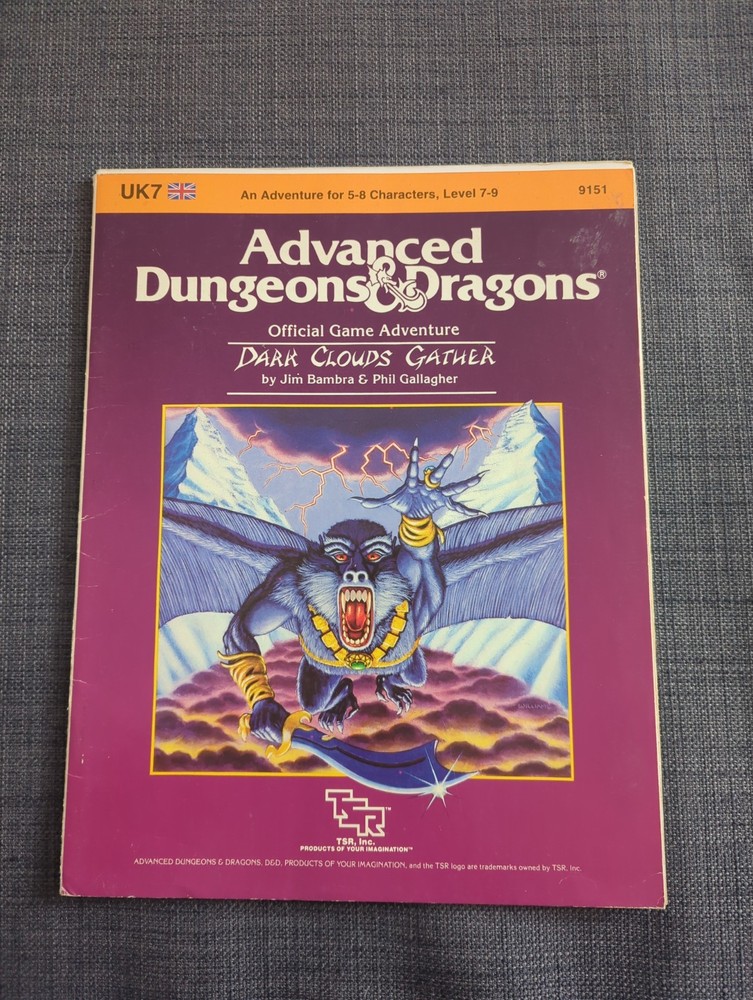 UK7
An Adventure for 5-8 Characters, Level 7-9
9151
Advanced
Dungeons & Dragons®
Official Game Adventure
DARK CLOUDS GATHER
by Jim Bambra & Phil Gallagher
TSR™
TSR, Inc.
PRODUCTS OF YOUR IMAGINATION™
ADVANCED DUNGEONS & DRAGONS, D&D, PRODUCTS OF YOUR IMAGINATION, and the TSR logo are trademarks owned by TSR, Inc.